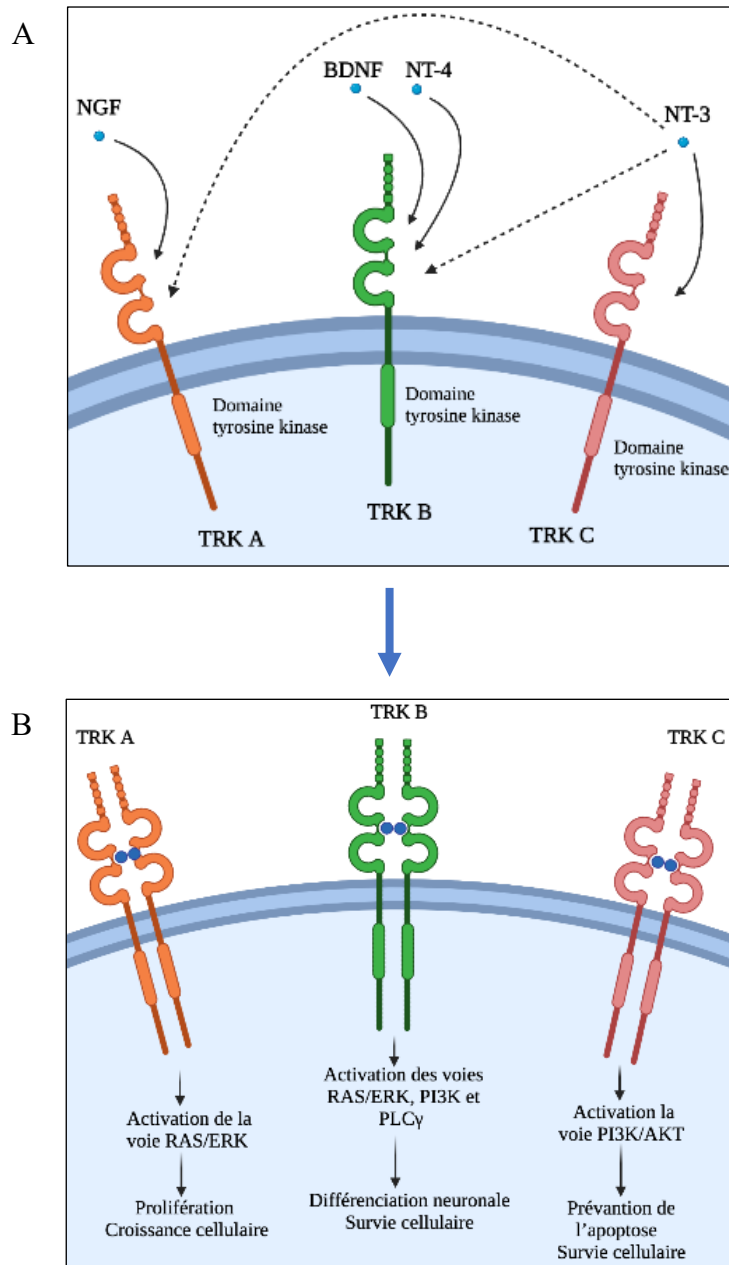 A
NGF
BDNF
NT-4
NT-3
Domaine
tyrosine kinase
Domaine
tyrosine kinase
Domaine
tyrosine kinase
TRK A
TRK B
TRK C
B
TRK A
TRK B
TRK C
Activation de la
voie RAS/ERK
Activation des voies
RAS/ERK, PI3K et
PLCγ
Activation la
voie PI3K/AKT
Prolifération
Croissance cellulaire
Différenciation neuronale
Survie cellulaire
Prévantion de
l'apoptose
Survie cellulaire